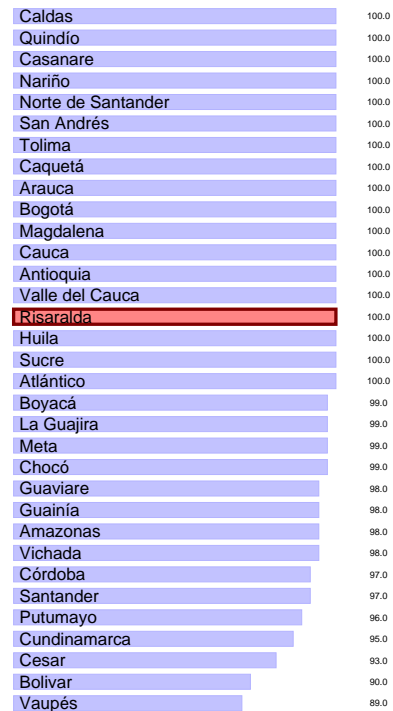 Caldas 100.0
Quindío 100.0
Casanare 100.0
Nariño 100.0
Norte de Santander 100.0
San Andrés 100.0
Tolima 100.0
Caquetá 100.0
Arauca 100.0
Bogotá 100.0
Magdalena 100.0
Cauca 100.0
Antioquia 100.0
Valle del Cauca 100.0
Risaralda 100.0
Huila 100.0
Sucre 100.0
Atlántico 100.0
Boyacá 99.0
La Guajira 99.0
Meta 99.0
Chocó 99.0
Guaviare 98.0
Guainía 98.0
Amazonas 98.0
Vichada 98.0
Córdoba 97.0
Santander 97.0
Putumayo 96.0
Cundinamarca 95.0
Cesar 93.0
Bolivar 90.0
Vaupés 89.0